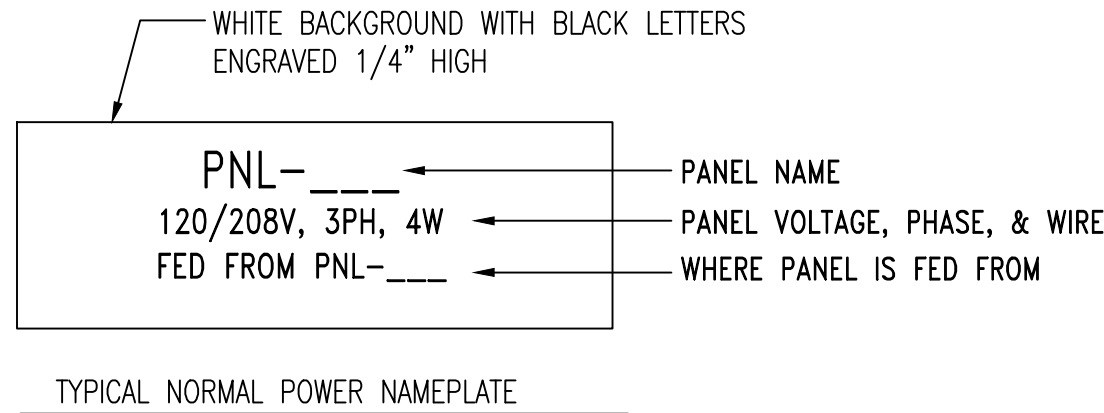 WHITE BACKGROUND WITH BLACK LETTERS
ENGRAVED 1/4" HIGH
PNL-___
PANEL NAME
120/208V, 3PH, 4W
PANEL VOLTAGE, PHASE, & WIRE
FED FROM PNL-___
WHERE PANEL IS FED FROM
TYPICAL NORMAL POWER NAMEPLATE